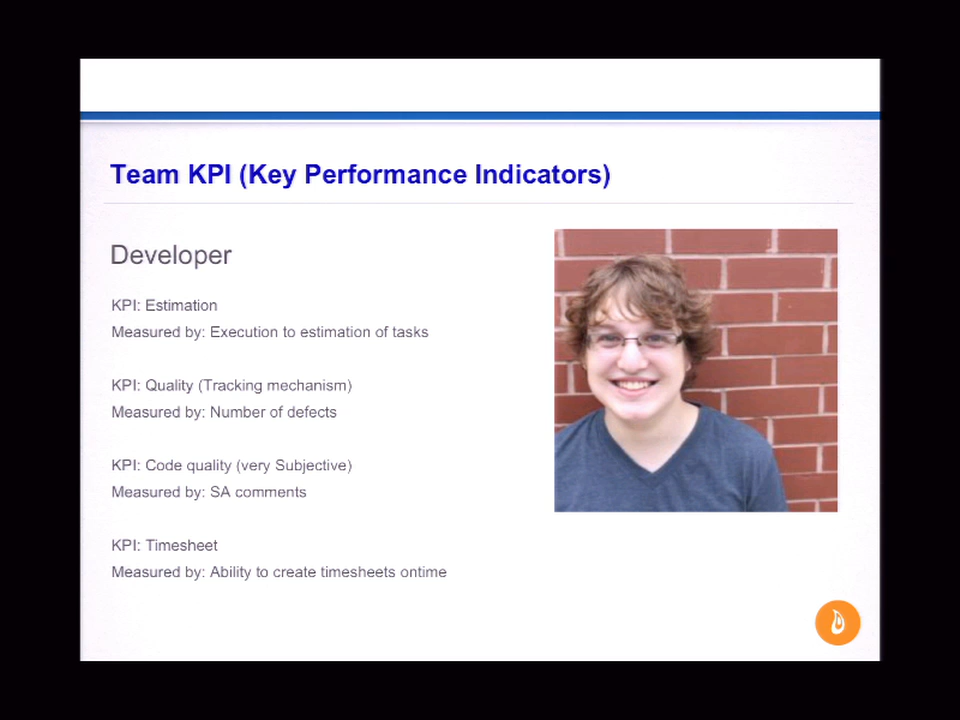 Team KPI (Key Performance Indicators)
Developer
KPI: Estimation
Measured by: Execution to estimation of tasks
KPI: Quality (Tracking mechanism)
Measured by: Number of defects
KPI: Code quality (very Subjective)
Measured by: SA comments
KPI: Timesheet
Measured by: Ability to create timesheets ontime